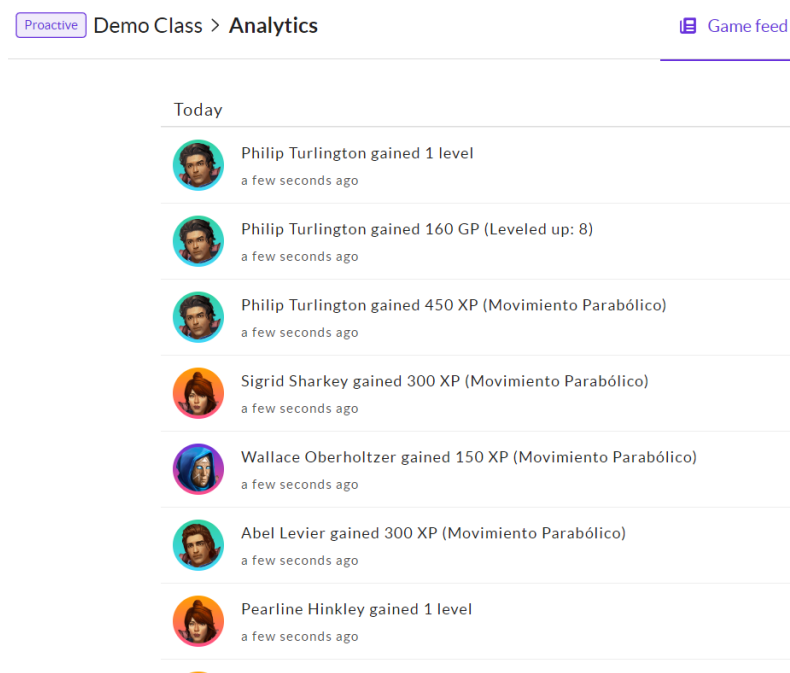 Proactive Demo Class > Analytics Game feed
Today
Philip Turlington gained 1 level
a few seconds ago
Philip Turlington gained 160 GP (Leveled up: 8)
a few seconds ago
Philip Turlington gained 450 XP (Movimiento Parabólico)
a few seconds ago
Sigrid Sharkey gained 300 XP (Movimiento Parabólico)
a few seconds ago
Wallace Oberholtzer gained 150 XP (Movimiento Parabólico)
a few seconds ago
Abel Levier gained 300 XP (Movimiento Parabólico)
a few seconds ago
Pearline Hinkley gained 1 level
a few seconds ago